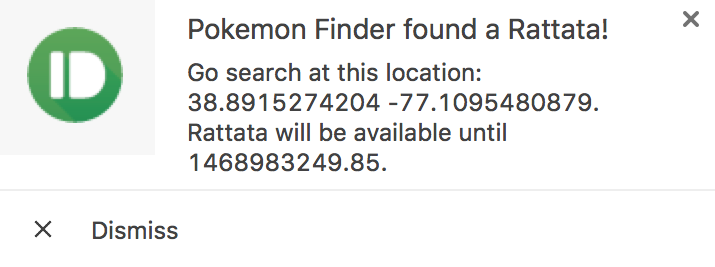 Pokemon Finder found a Rattata!
Go search at this location:
38.8915274204 -77.1095480879.
Rattata will be available until
1468983249.85.
Dismiss